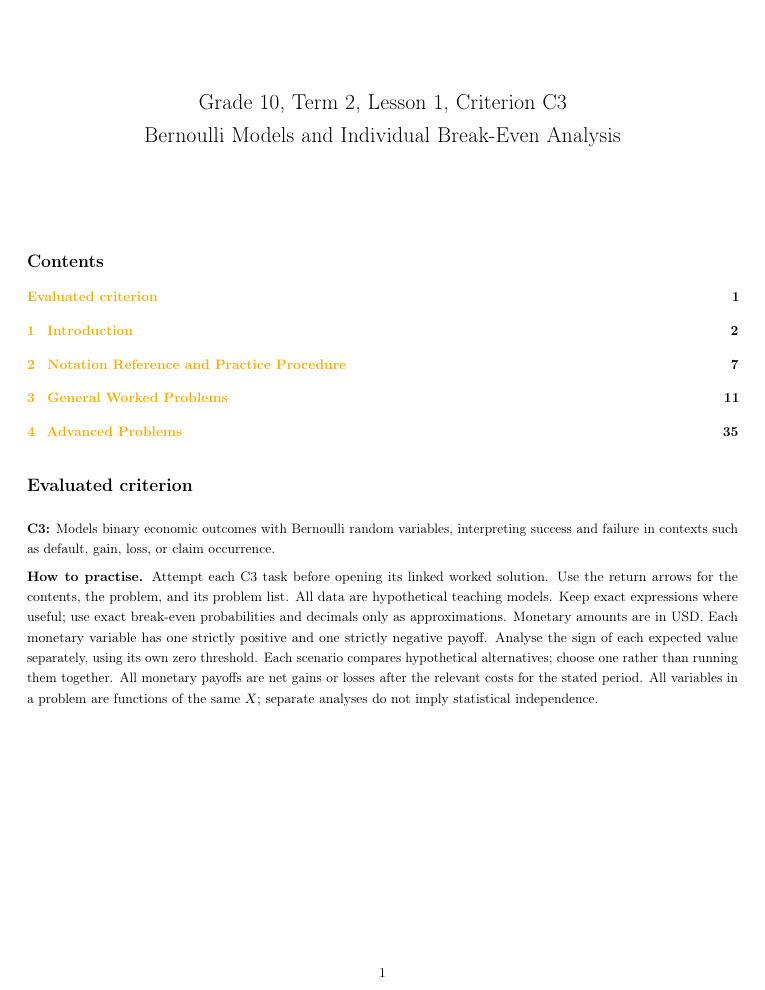 Grade 10, Term 2, Lesson 1, Criterion C3
Bernoulli Models and Individual Break-Even Analysis
Contents
Evaluated criterion 1
1 Introduction 2
2 Notation Reference and Practice Procedure 7
3 General Worked Problems 11
4 Advanced Problems 35
Evaluated criterion
C3: Models binary economic outcomes with Bernoulli random variables, interpreting success and failure in contexts such
as default, gain, loss, or claim occurrence.
How to practise. Attempt each C3 task before opening its linked worked solution. Use the return arrows for the
contents, the problem, and its problem list. All data are hypothetical teaching models. Keep exact expressions where
useful; use exact break-even probabilities and decimals only as approximations. Monetary amounts are in USD. Each
monetary variable has one strictly positive and one strictly negative payoff. Analyse the sign of each expected value
separately, using its own zero threshold. Each scenario compares hypothetical alternatives; choose one rather than running
them together. All monetary payoffs are net gains or losses after the relevant costs for the stated period. All variables in
a problem are functions of the same X; separate analyses do not imply statistical independence.
1